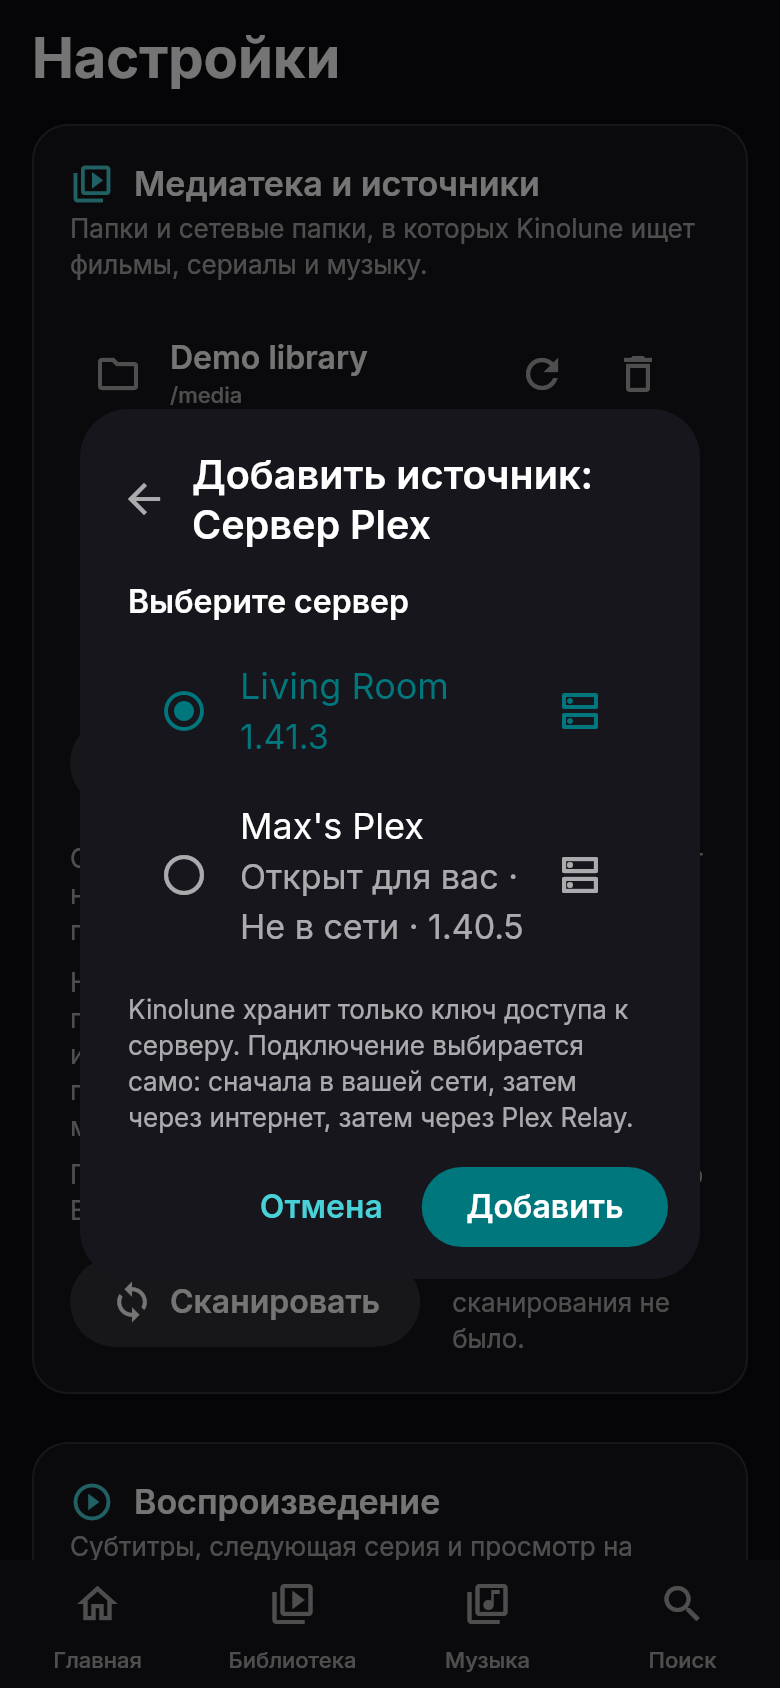 Настройки
Медиатека и источники
Папки и сетевые папки, в которых Kinolune ищет
фильмы, сериалы и музыку.
Demo library
/media
Добавить источник:
Сервер Plex
Выберите сервер
Living Room
1.41.3
Max's Plex
Открыт для вас ·
Не в сети · 1.40.5
Kinolune хранит только ключ доступа к
серверу. Подключение выбирается
само: сначала в вашей сети, затем
через интернет, затем через Plex Relay.
Отмена
Добавить
Сканировать
сканирования не
было.
Воспроизведение
Субтитры, следующая серия и просмотр на
Главная
Библиотека
Музыка
Поиск